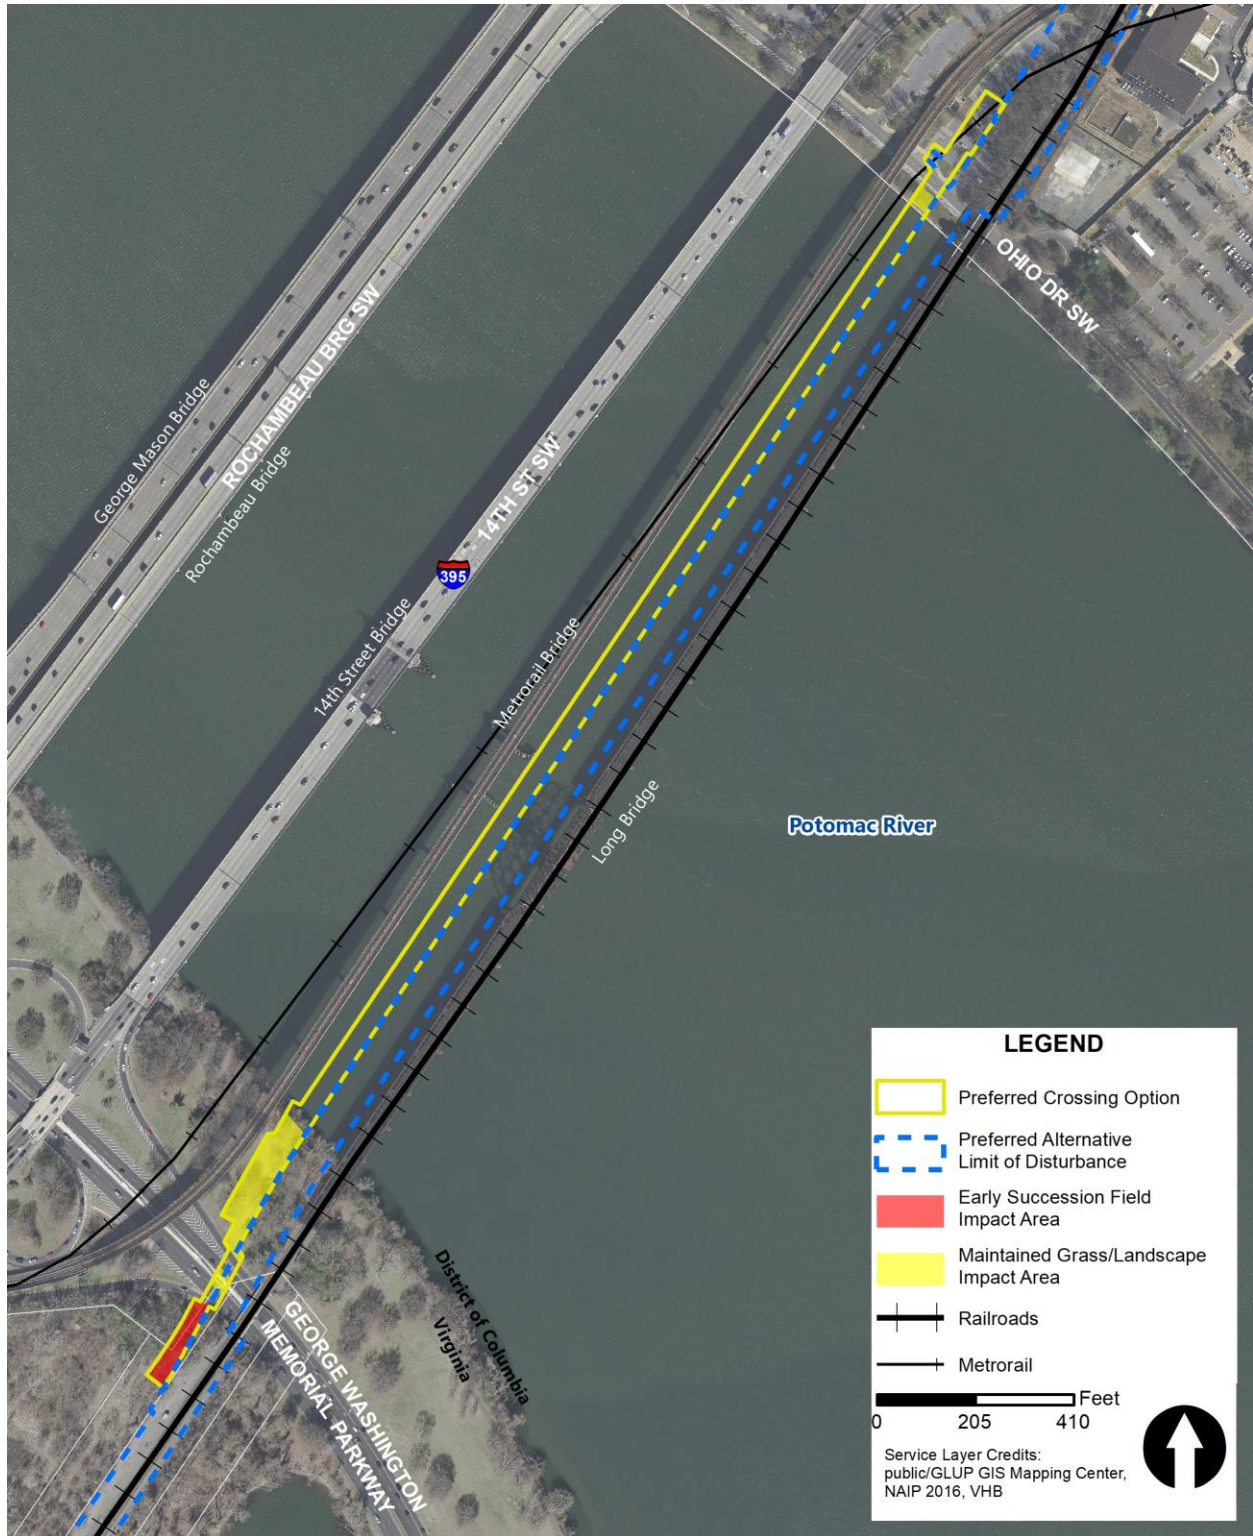 OHIO DR SW
George Mason Bridge
ROCHAMBEAU BRG SW
Rochambeau Bridge
14TH ST SW
395
14th Street Bridge
Metrorail Bridge
Long Bridge
Potomac River
District of Columbia
Virginia
GEORGE WASHINGTON
MEMORIAL PARKWAY
LEGEND
Preferred Crossing Option
Preferred Alternative
Limit of Disturbance
Early Succession Field
Impact Area
Maintained Grass/Landscape
Impact Area
Railroads
Metrorail
Feet
0 205 410
Service Layer Credits:
public/GLUP GIS Mapping Center,
NAIP 2016, VHB